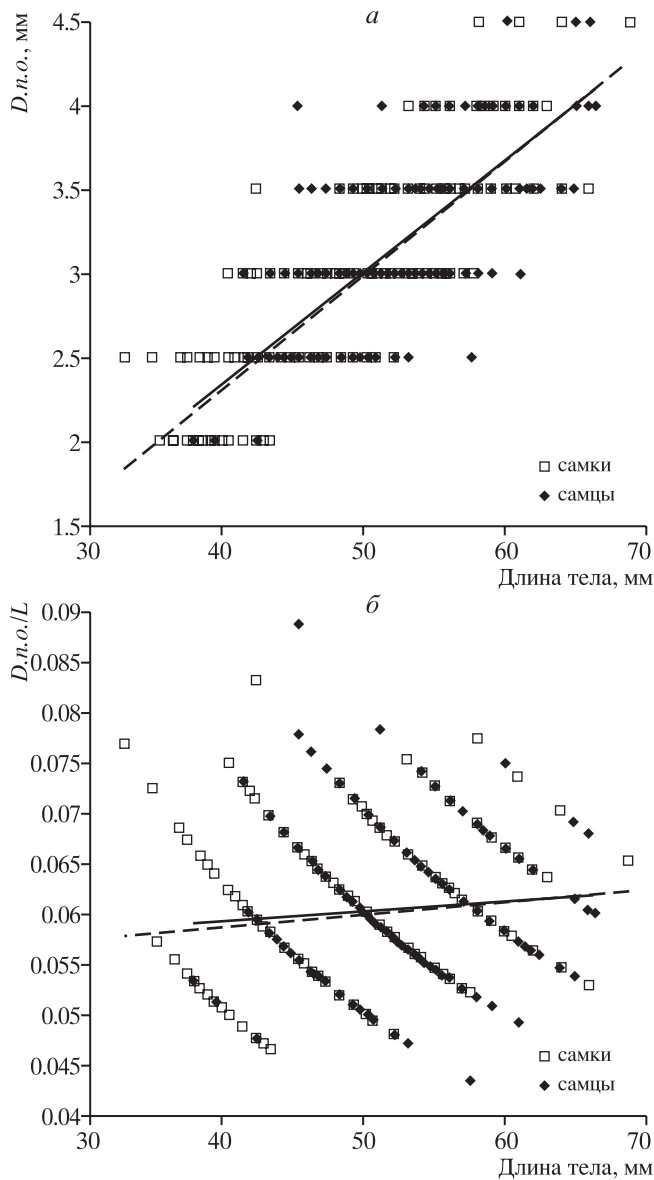 а
D.п.о., мм
4.5
4
3.5
3
2.5
2
1.5
30 40 50 60 70
Длина тела, мм
□ самки
◆ самцы
б
D.п.о./L
0.09
0.085
0.08
0.075
0.07
0.065
0.06
0.055
0.05
0.045
0.04
30 40 50 60 70
Длина тела, мм
□ самки
◆ самцы